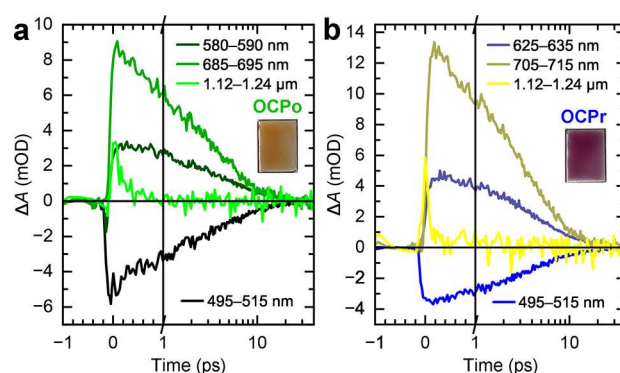 a
10
8
6
4
2
0
−2
−4
−6
ΔA (mOD)
580–590 nm
685–695 nm
1.12–1.24 µm
OCPo
495–515 nm
−1
0
1
10
Time (ps)
b
14
12
10
8
6
4
2
0
−2
−4
ΔA (mOD)
625–635 nm
705–715 nm
1.12–1.24 µm
OCPr
495–515 nm
−1
0
1
10
Time (ps)